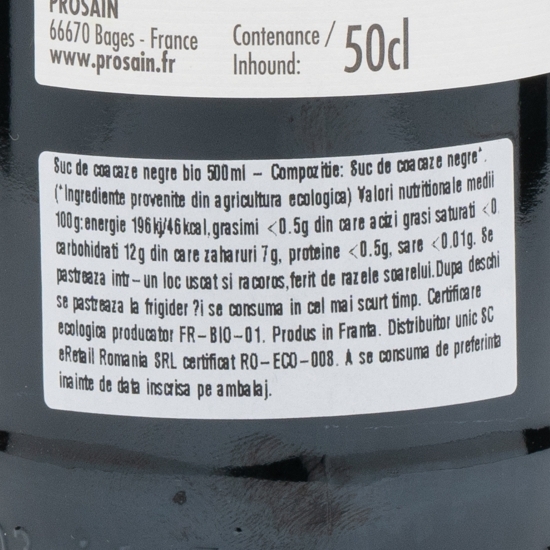 PROSAIN
66670 Bages - France
www.prosain.fr
Contenance /
Inhoud:
50cl
Suc de coacaze negre bio 500ml – Compozitie: Suc de coacaze negre*.
(*Ingrediente provenite din agricultura ecologica) Valori nutritionale medii
100g:energie 196kj/46kcal,grasimi <0.5g din care acizi grasi saturati <0
carbohidrati 12g din care zaharuri 7g, proteine <0.5g, sare <0.01g. Se
pastreaza intr-un loc uscat si racoros,ferit de razele soarelui.Dupa deschi
se pastreaza la frigider ?i se consuma in cel mai scurt timp. Certificare
ecologica producator FR-BIO-01. Produs in Franta. Distribuitor unic SC
eRetail Romania SRL certificat RO-ECO-008. A se consuma de preferinta
inainte de data inscrisa pe ambalaj.